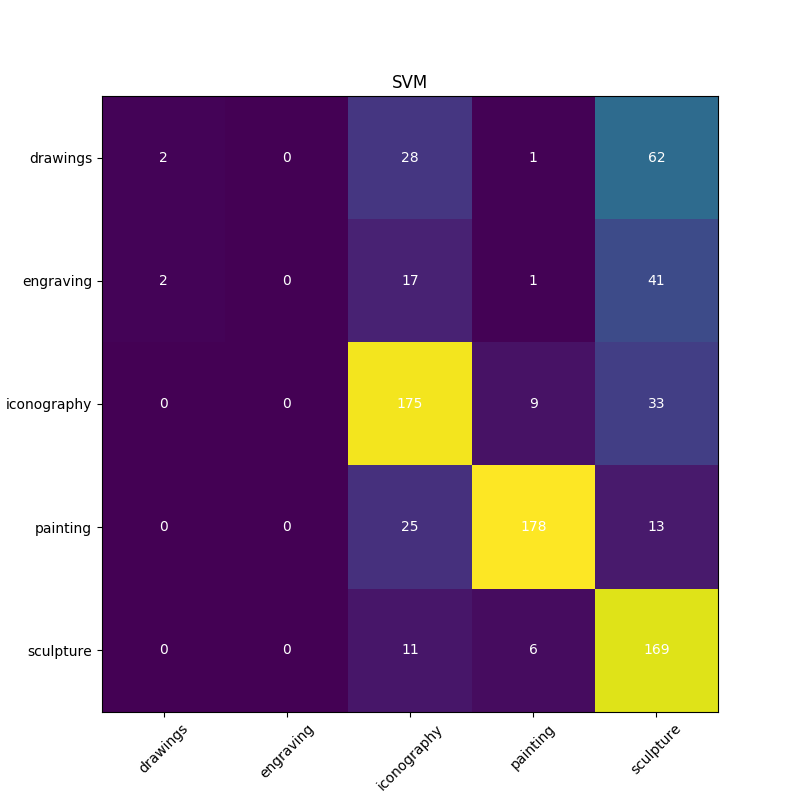 SVM
drawings 2 0 28 1 62
engraving 2 0 17 1 41
iconography 0 0 175 9 33
painting 0 0 25 178 13
sculpture 0 0 11 6 169
drawings engraving iconography painting sculpture